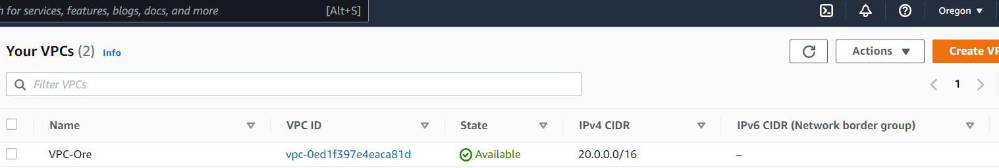 for services, features, blogs, docs, and more [Alt+S] Oregon
Your VPCs (2) Info Actions Create
Filter VPCs 1
Name VPC ID State IPv4 CIDR IPv6 CIDR (Network border group)
VPC-Ore vpc-0ed1f397e4eaca81d Available 20.0.0.0/16 –